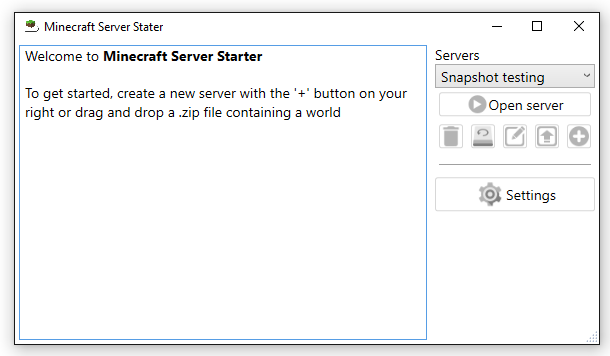 Minecraft Server Stater
Welcome to Minecraft Server Starter
To get started, create a new server with the '+' button on your
right or drag and drop a .zip file containing a world
Servers
Snapshot testing
Open server
Settings